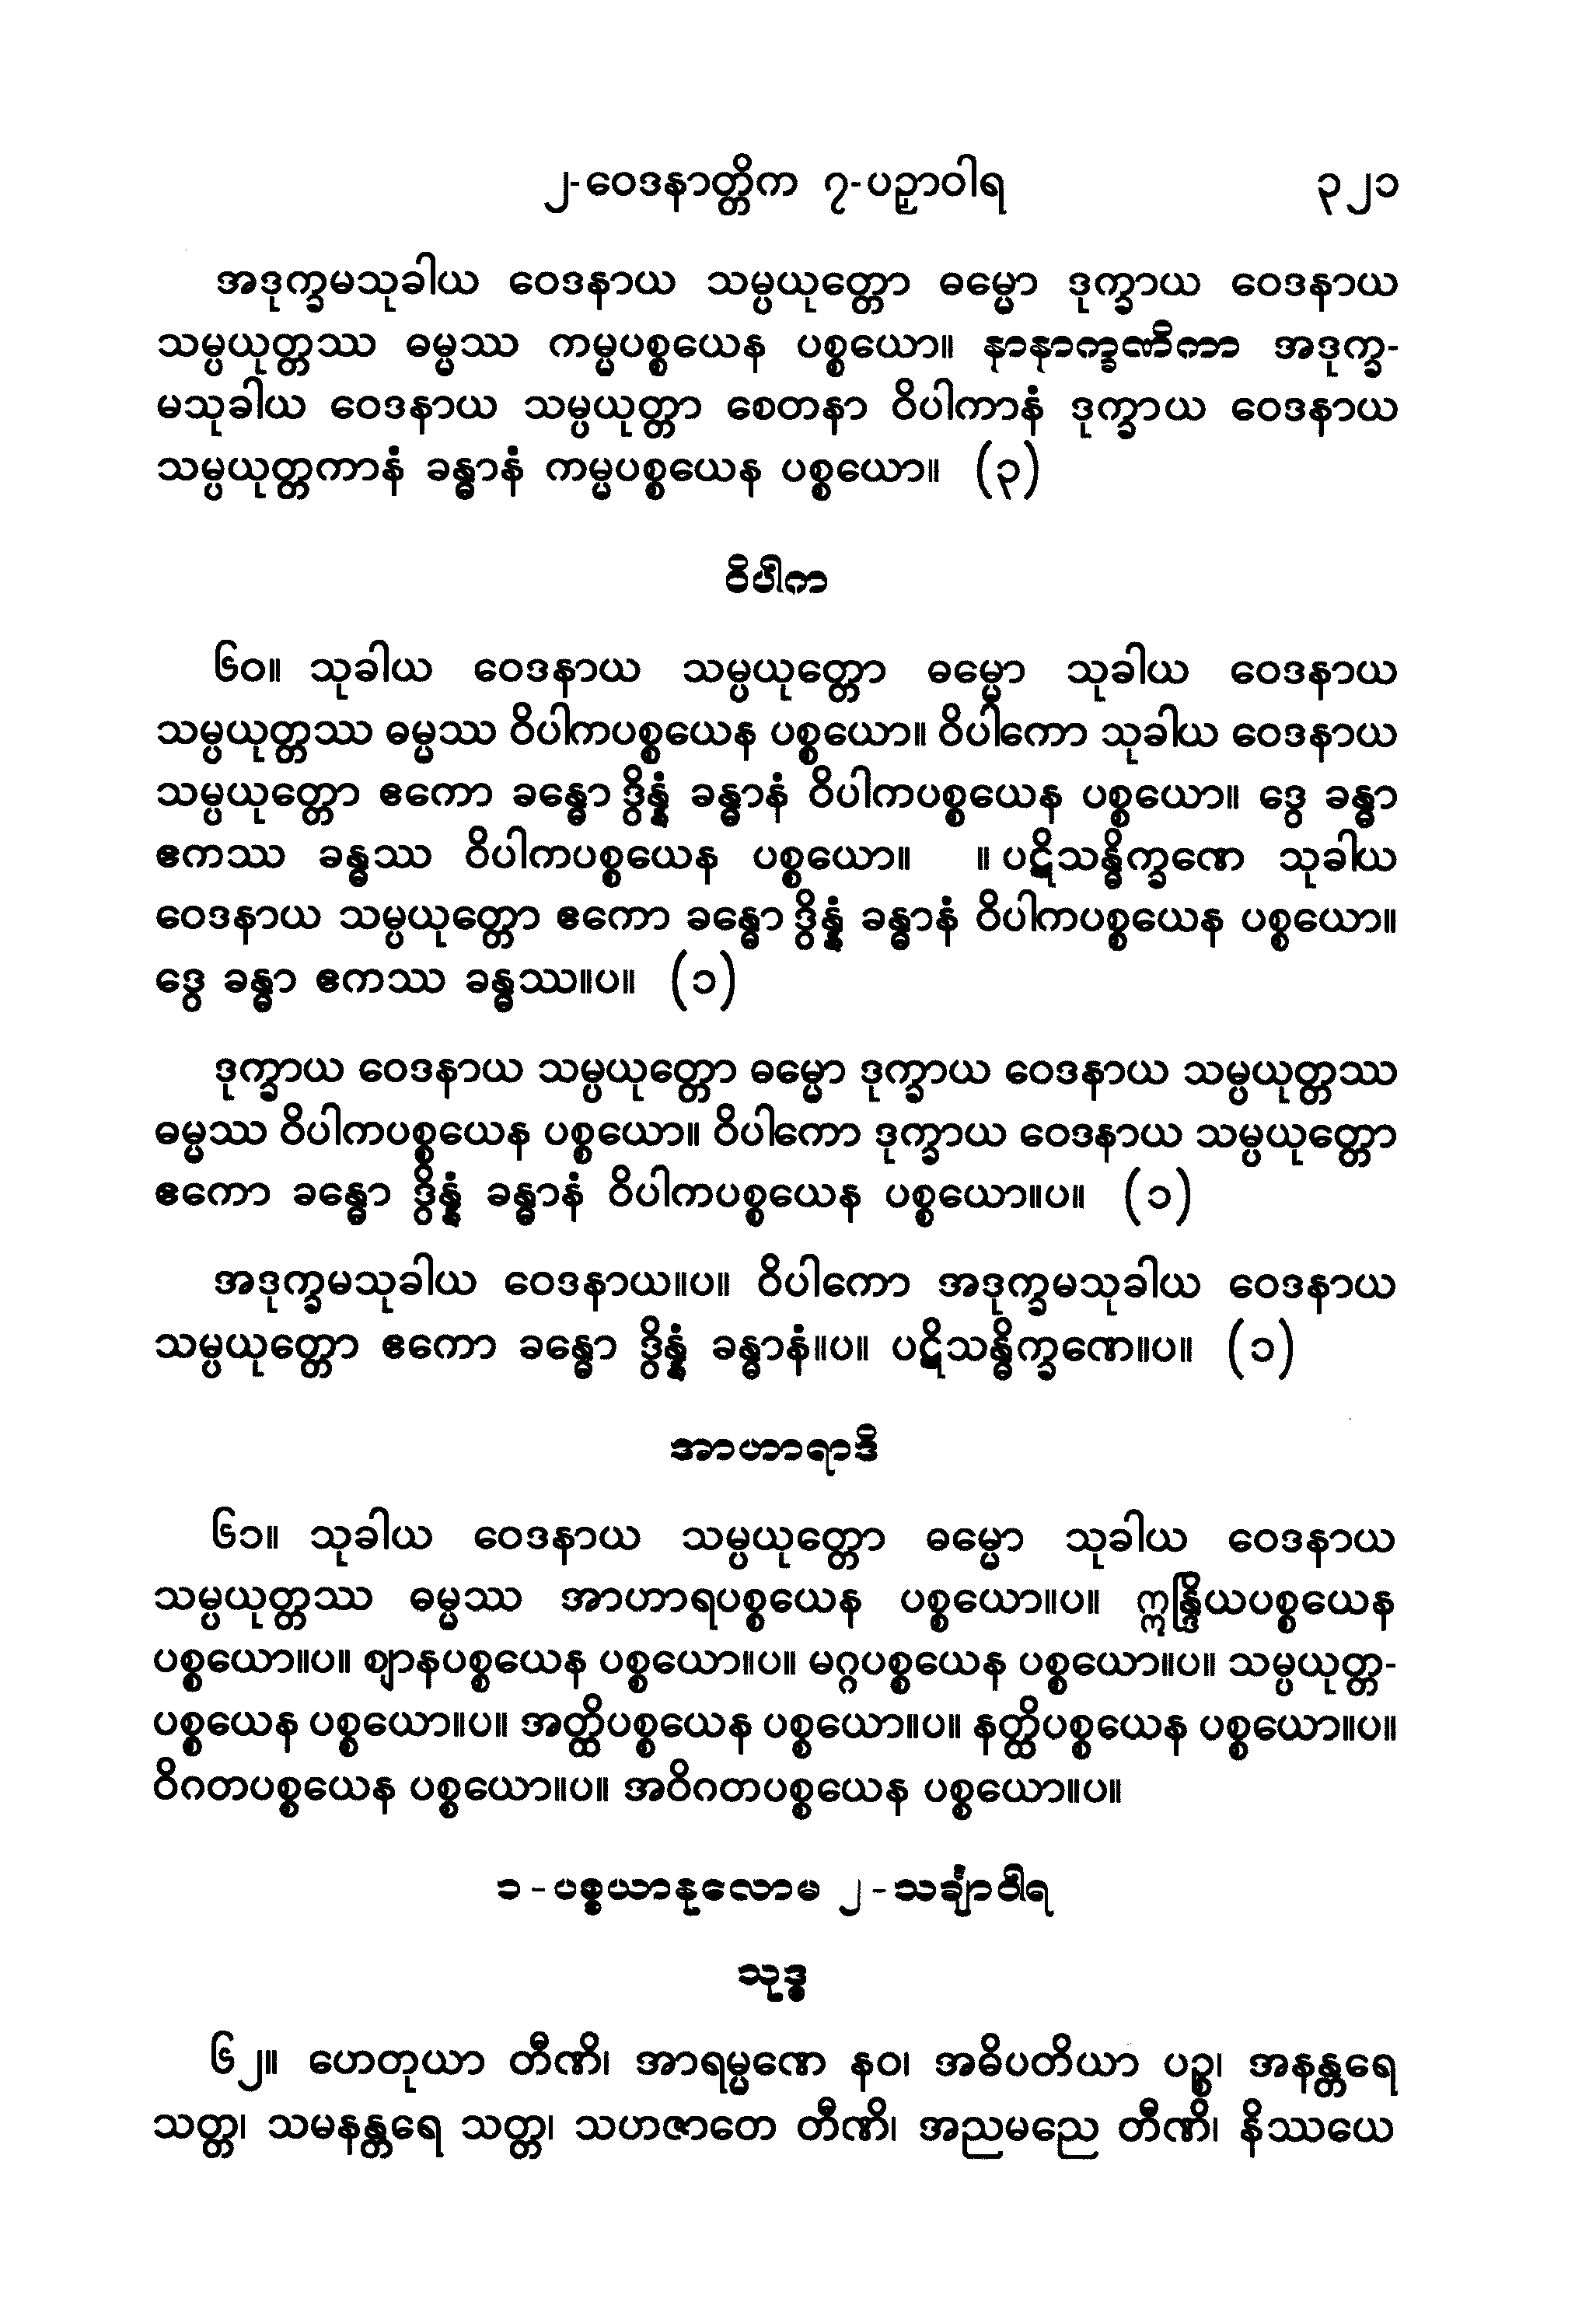 ၂-ဝေဒနာတ္တိက ၇-ပဉှာဝါရ ၃၂၁
အဒုက္ခမသုခါယ ဝေဒနာယ သမ္ပယုတ္တော ဓမ္မော ဒုက္ခာယ ဝေဒနာယ
သမ္ပယုတ္တဿ ဓမ္မဿ ကမ္မပစ္စယေန ပစ္စယော။ နာနာက္ခဏိကာ အဒုက္ခ-
မသုခါယ ဝေဒနာယ သမ္ပယုတ္တာ စေတနာ ဝိပါကာနံ ဒုက္ခာယ ဝေဒနာယ
သမ္ပယုတ္တကာနံ ခန္ဓာနံ ကမ္မပစ္စယေန ပစ္စယော။ (၃)
ဝိပါက
၆၀။ သုခါယ ဝေဒနာယ သမ္ပယုတ္တော ဓမ္မော သုခါယ ဝေဒနာယ
သမ္ပယုတ္တဿ ဓမ္မဿ ဝိပါကပစ္စယေန ပစ္စယော။ ဝိပါကော သုခါယ ဝေဒနာယ
သမ္ပယုတ္တော ဧကော ခန္ဓော ဒွိန္နံ ခန္ဓာနံ ဝိပါကပစ္စယေန ပစ္စယော။ ဒွေ ခန္ဓာ
ဧကဿ ခန္ဓဿ ဝိပါကပစ္စယေန ပစ္စယော။ ။ ပဋိသန္ဓိက္ခဏေ သုခါယ
ဝေဒနာယ သမ္ပယုတ္တော ဧကော ခန္ဓော ဒွိန္နံ ခန္ဓာနံ ဝိပါကပစ္စယေန ပစ္စယော။
ဒွေ ခန္ဓာ ဧကဿ ခန္ဓဿ။ပ။ (၁)
ဒုက္ခာယ ဝေဒနာယ သမ္ပယုတ္တော ဓမ္မော ဒုက္ခာယ ဝေဒနာယ သမ္ပယုတ္တဿ
ဓမ္မဿ ဝိပါကပစ္စယေန ပစ္စယော။ ဝိပါကော ဒုက္ခာယ ဝေဒနာယ သမ္ပယုတ္တော
ဧကော ခန္ဓော ဒွိန္နံ ခန္ဓာနံ ဝိပါကပစ္စယေန ပစ္စယော။ပ။ (၁)
အဒုက္ခမသုခါယ ဝေဒနာယ။ပ။ ဝိပါကော အဒုက္ခမသုခါယ ဝေဒနာယ
သမ္ပယုတ္တော ဧကော ခန္ဓော ဒွိန္နံ ခန္ဓာနံ။ပ။ ပဋိသန္ဓိက္ခဏေ။ပ။ (၁)
အာဟာရာဒိ
၆၁။ သုခါယ ဝေဒနာယ သမ္ပယုတ္တော ဓမ္မော သုခါယ ဝေဒနာယ
သမ္ပယုတ္တဿ ဓမ္မဿ အာဟာရပစ္စယေန ပစ္စယော။ပ။ ဣန္ဒြိယပစ္စယေန
ပစ္စယော။ပ။ ဈာနပစ္စယေန ပစ္စယော။ပ။ မဂ္ဂပစ္စယေန ပစ္စယော။ပ။ သမ္ပယုတ္တ-
ပစ္စယေန ပစ္စယော။ပ။ အတ္ထိပစ္စယေန ပစ္စယော။ပ။ နတ္ထိပစ္စယေန ပစ္စယော။ပ။
ဝိဂတပစ္စယေန ပစ္စယော။ပ။ အဝိဂတပစ္စယေန ပစ္စယော။ပ။
၁-ပစ္စယာနုလောမ ၂-သင်္ချာဝါရ
သုဒ္ဓ
၆၂။ ဟေတုယာ တီဏိ၊ အာရမ္မဏေ နဝ၊ အဓိပတိယာ ပဉ္စ၊ အနန္တရေ
သတ္တ၊ သမနန္တရေ သတ္တ၊ သဟဇာတေ တီဏိ၊ အညမညေ တီဏိ၊ နိဿယေ